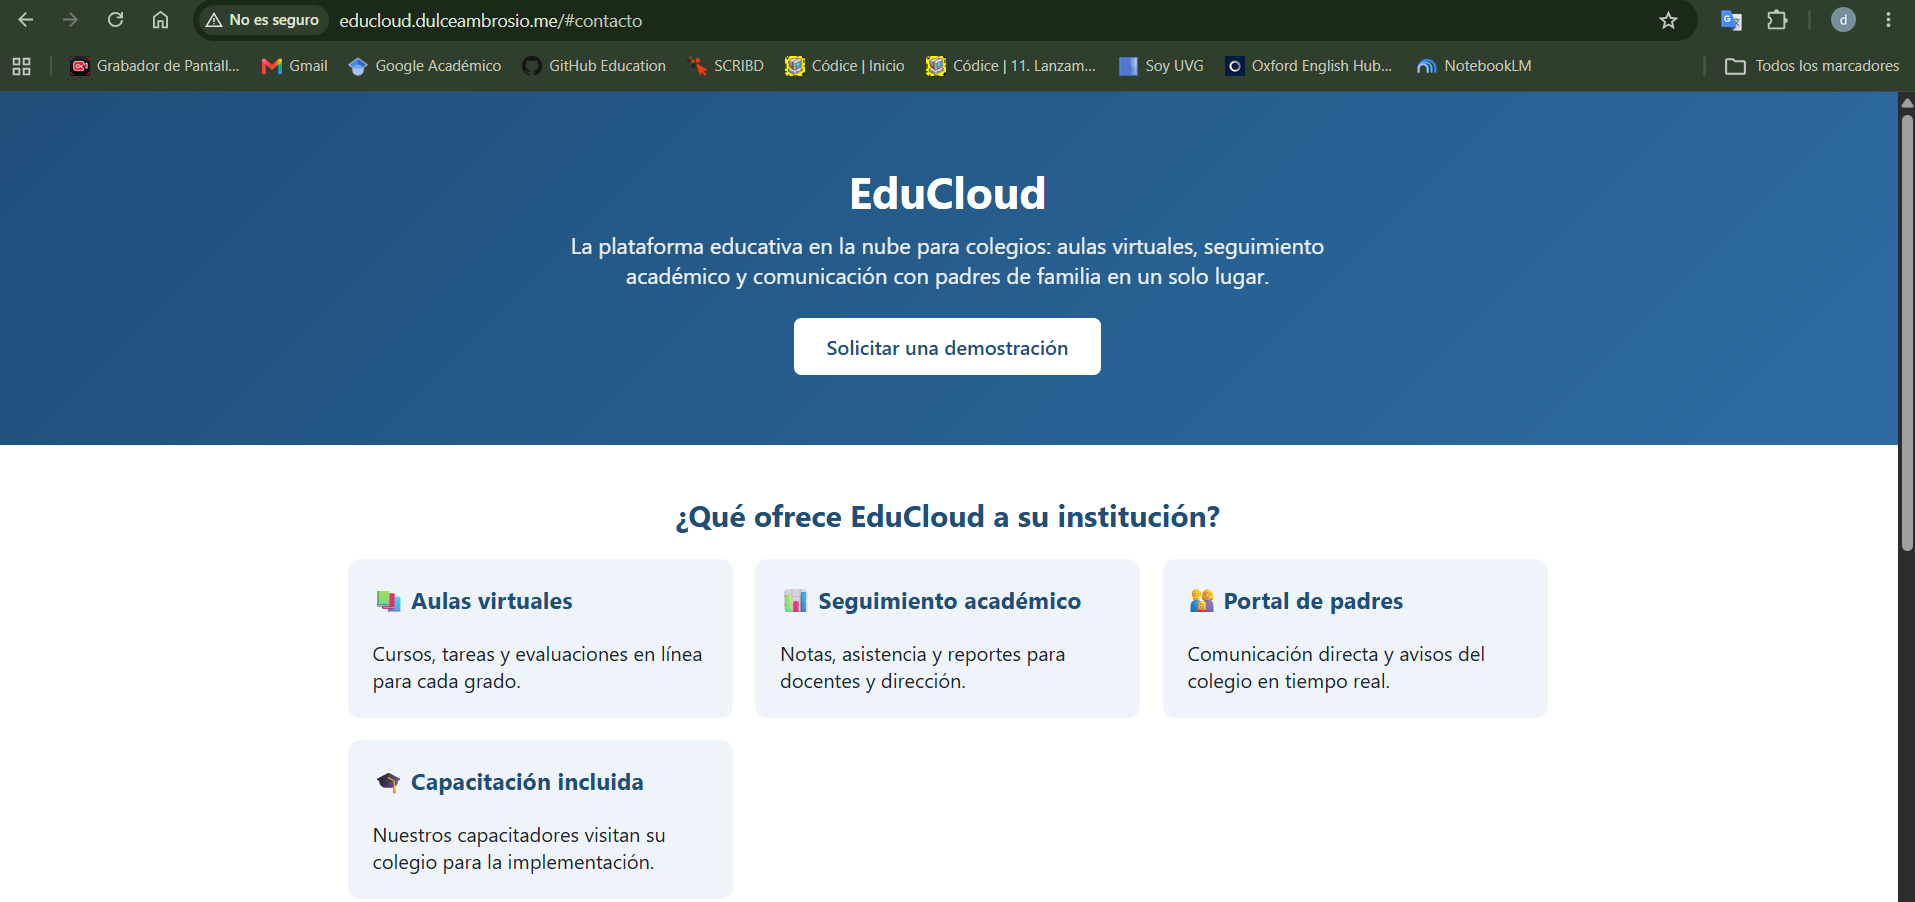 No es seguro
educloud.dulceambrosio.me/#contacto
d
Grabador de Pantall...
Gmail
Google Académico
GitHub Education
SCRIBD
Códice | Inicio
Códice | 11. Lanzam...
Soy UVG
Oxford English Hub...
NotebookLM
Todos los marcadores
EduCloud
La plataforma educativa en la nube para colegios: aulas virtuales, seguimiento
académico y comunicación con padres de familia en un solo lugar.
Solicitar una demostración
¿Qué ofrece EduCloud a su institución?
Aulas virtuales
Cursos, tareas y evaluaciones en línea
para cada grado.
Seguimiento académico
Notas, asistencia y reportes para
docentes y dirección.
Portal de padres
Comunicación directa y avisos del
colegio en tiempo real.
Capacitación incluida
Nuestros capacitadores visitan su
colegio para la implementación.